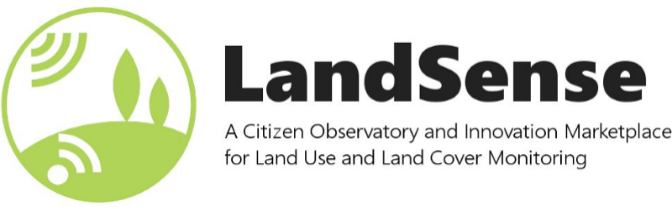 LandSense
A Citizen Observatory and Innovation Marketplace
for Land Use and Land Cover Monitoring